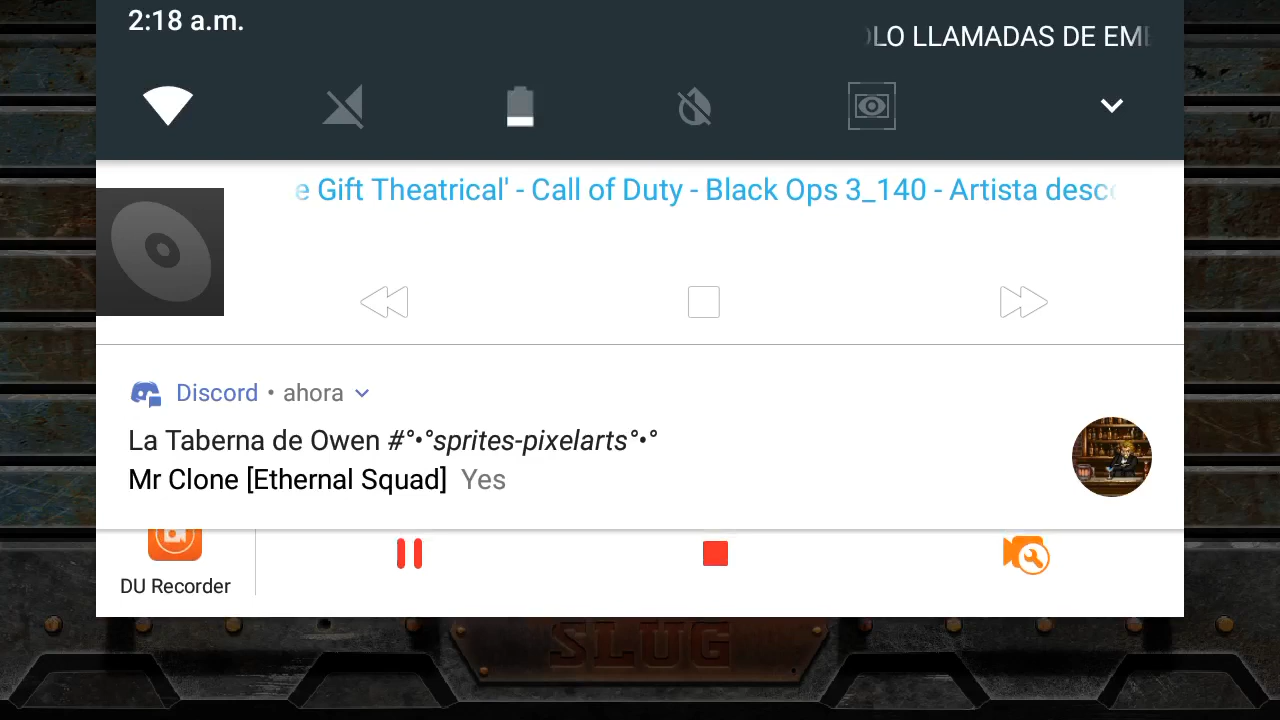 2:18 a.m.
LO LLAMADAS DE EM
e Gift Theatrical' - Call of Duty - Black Ops 3_140 - Artista desc
Discord • ahora
La Taberna de Owen #°•°sprites-pixelarts°•°
Mr Clone [Ethernal Squad] Yes
DU Recorder
SLUG